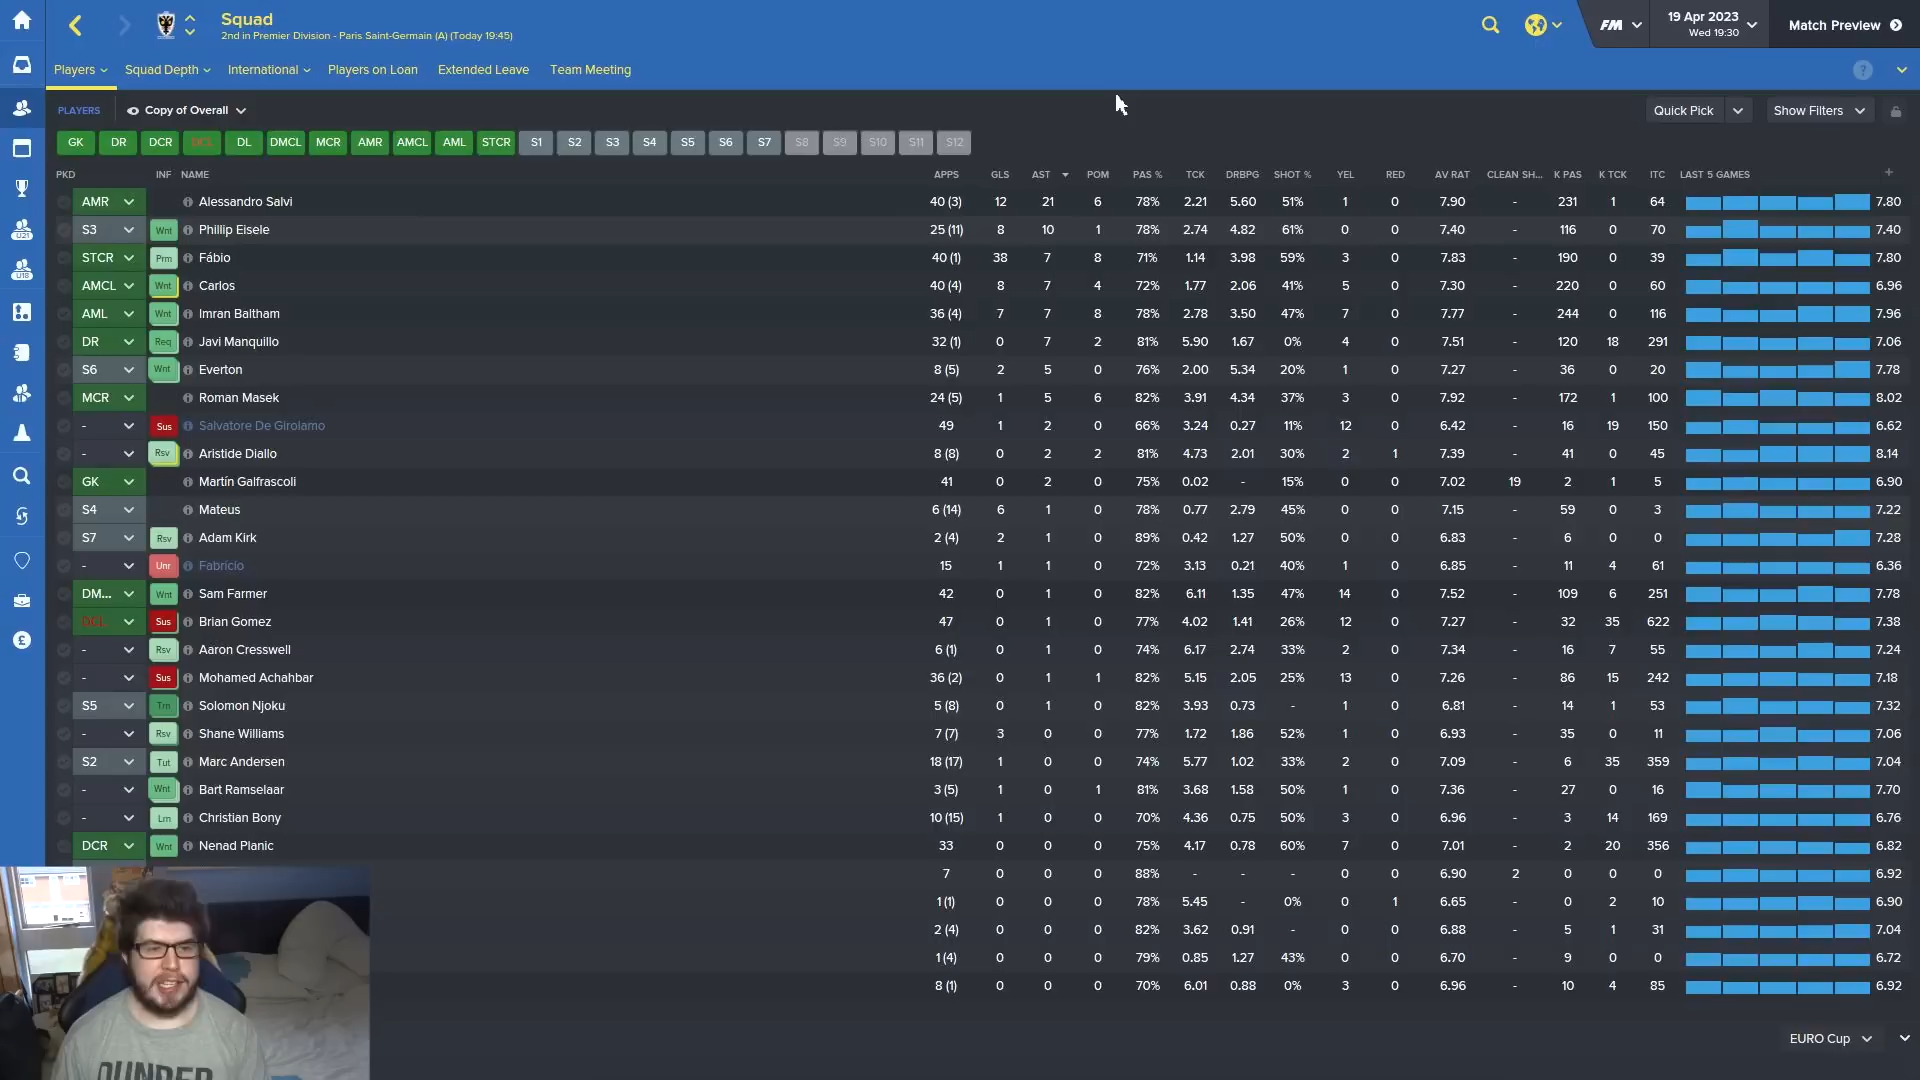 Squad
2nd in Premier Division - Paris Saint-Germain (A) (Today 19:45)
FM
19 Apr 2023
Wed 19:30
Match Preview
Players Squad Depth International Players on Loan Extended Leave Team Meeting ?
PLAYERS Copy of Overall Quick Pick Show Filters
GK DR DCR DCL DL DMCL MCR AMR AMCL AML STCR S1 S2 S3 S4 S5 S6 S7 S8 S9 S10 S11 S12
PKD INF NAME APPS GLS AST POM PAS % TCK DRBPG SHOT % YEL RED AV RAT CLEAN SH... K PAS K TCK ITC LAST 5 GAMES +
AMR Alessandro Salvi 40 (3) 12 21 6 78% 2.21 5.60 51% 1 0 7.90 - 231 1 64 7.80
S3 Wnt Phillip Eisele 25 (11) 8 10 1 78% 2.74 4.82 61% 0 0 7.40 - 116 0 70 7.40
STCR Prm Fábio 40 (1) 38 7 8 71% 1.14 3.98 59% 3 0 7.83 - 190 0 39 7.80
AMCL Wnt Carlos 40 (4) 8 7 4 72% 1.77 2.06 41% 5 0 7.30 - 220 0 60 6.96
AML Wnt Imran Baltham 36 (4) 7 7 8 78% 2.78 3.50 47% 7 0 7.77 - 244 0 116 7.96
DR Req Javi Manquillo 32 (1) 0 7 2 81% 5.90 1.67 0% 4 0 7.51 - 120 18 291 7.06
S6 Wnt Everton 8 (5) 2 5 0 76% 2.00 5.34 20% 1 0 7.27 - 36 0 20 7.78
MCR Roman Masek 24 (5) 1 5 6 82% 3.91 4.34 37% 3 0 7.92 - 172 1 100 8.02
- Sus Salvatore De Girolamo 49 1 2 0 66% 3.24 0.27 11% 12 0 6.42 - 16 19 150 6.62
- Rsv Aristide Diallo 8 (8) 0 2 2 81% 4.73 2.01 30% 2 1 7.39 - 41 0 45 8.14
GK Martín Galfrascoli 41 0 2 0 75% 0.02 - 15% 0 0 7.02 19 2 1 5 6.90
S4 Mateus 6 (14) 6 1 0 78% 0.77 2.79 45% 0 0 7.15 - 59 0 3 7.22
S7 Rsv Adam Kirk 2 (4) 2 1 0 89% 0.42 1.27 50% 0 0 6.83 - 6 0 0 7.28
- Unr Fabrício 15 1 1 0 72% 3.13 0.21 40% 1 0 6.85 - 11 4 61 6.36
DM... Wnt Sam Farmer 42 0 1 0 82% 6.11 1.35 47% 14 0 7.52 - 109 6 251 7.78
DCL Sus Brian Gomez 47 0 1 0 77% 4.02 1.41 26% 12 0 7.27 - 32 35 622 7.38
- Rsv Aaron Cresswell 6 (1) 0 1 0 74% 6.17 2.74 33% 2 0 7.34 - 16 7 55 7.24
- Sus Mohamed Achahbar 36 (2) 0 1 1 82% 5.15 2.05 25% 13 0 7.26 - 86 15 242 7.18
S5 Trn Solomon Njoku 5 (8) 0 1 0 82% 3.93 0.73 - 1 0 6.81 - 14 1 53 7.32
- Rsv Shane Williams 7 (7) 3 0 0 77% 1.72 1.86 52% 1 0 6.93 - 35 0 11 7.06
S2 Tut Marc Andersen 18 (17) 1 0 0 74% 5.77 1.02 33% 2 0 7.09 - 6 35 359 7.04
- Wnt Bart Ramselaar 3 (5) 1 0 1 81% 3.68 1.58 50% 1 0 7.36 - 27 0 16 7.70
- Lrn Christian Bony 10 (15) 1 0 0 70% 4.36 0.75 50% 3 0 6.96 - 3 14 169 6.76
DCR Wnt Nenad Planic 33 0 0 0 75% 4.17 0.78 60% 7 0 7.01 - 2 20 356 6.82
7 0 0 0 88% - - - 0 0 6.90 2 0 0 0 6.92
1 (1) 0 0 0 78% 5.45 - 0% 0 1 6.65 - 0 2 10 6.90
2 (4) 0 0 0 82% 3.62 0.91 - 0 0 6.88 - 5 1 31 7.04
1 (4) 0 0 0 79% 0.85 1.27 43% 0 0 6.70 - 9 0 0 6.72
8 (1) 0 0 0 70% 6.01 0.88 0% 3 0 6.96 - 10 4 85 6.92
EURO Cup
U21
U18
£